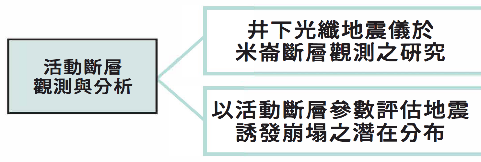 活動斷層
觀測與分析
井下光纖地震儀於
米崙斷層觀測之研究
以活動斷層參數評估地震
誘發崩塌之潛在分布